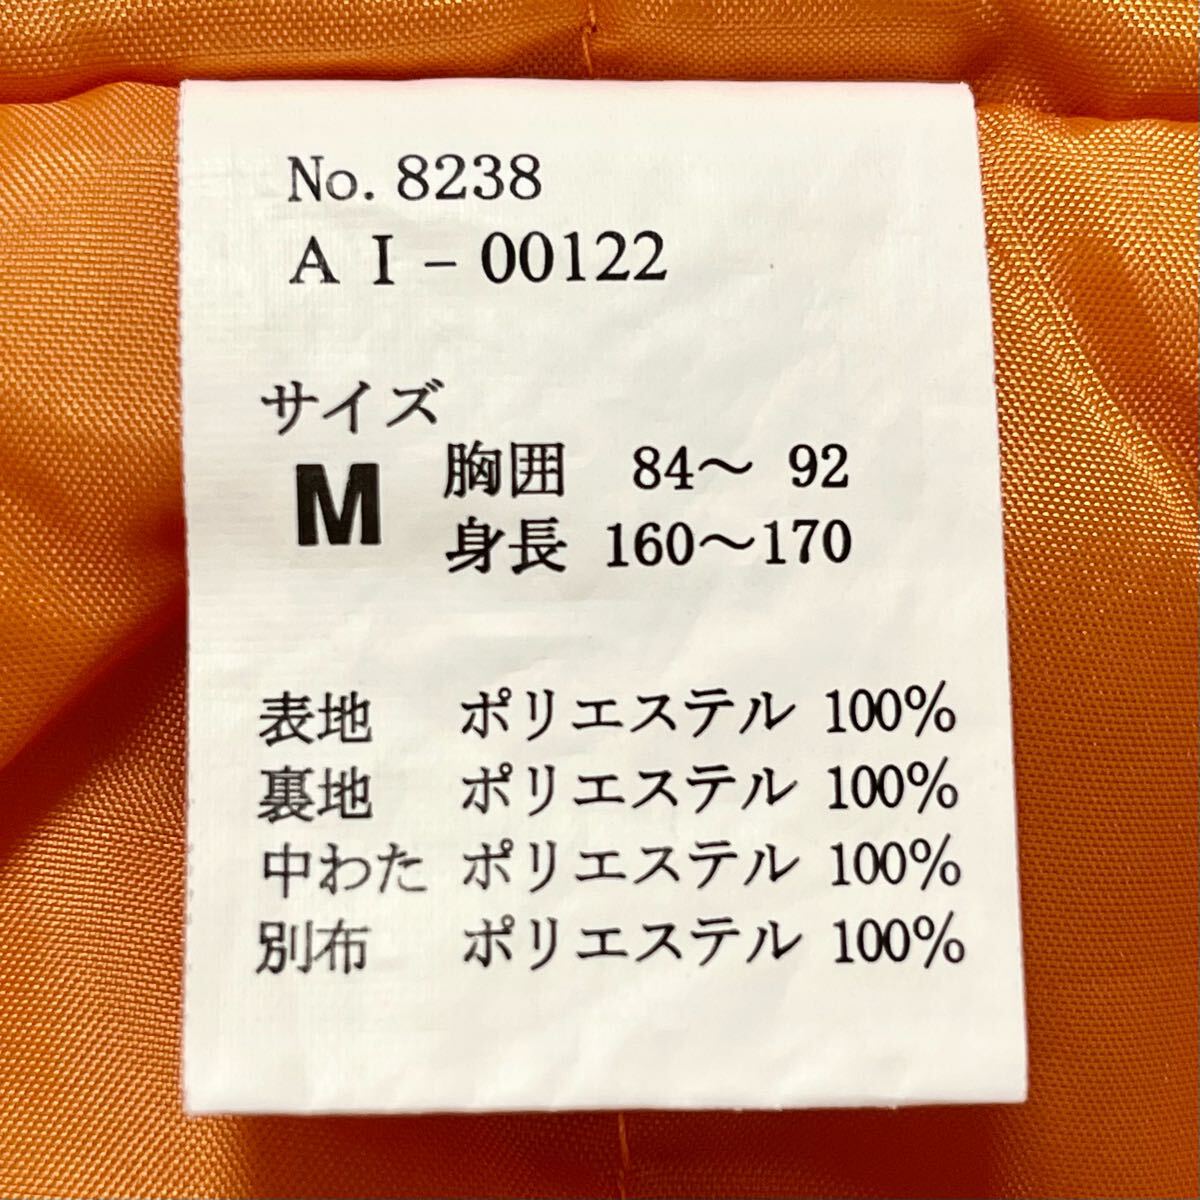 No. 8238
AI-00122
サイズ
M 胸囲 84～ 92
身長 160～170
表地 ポリエステル 100%
裏地 ポリエステル 100%
中わた ポリエステル 100%
別布 ポリエステル 100%